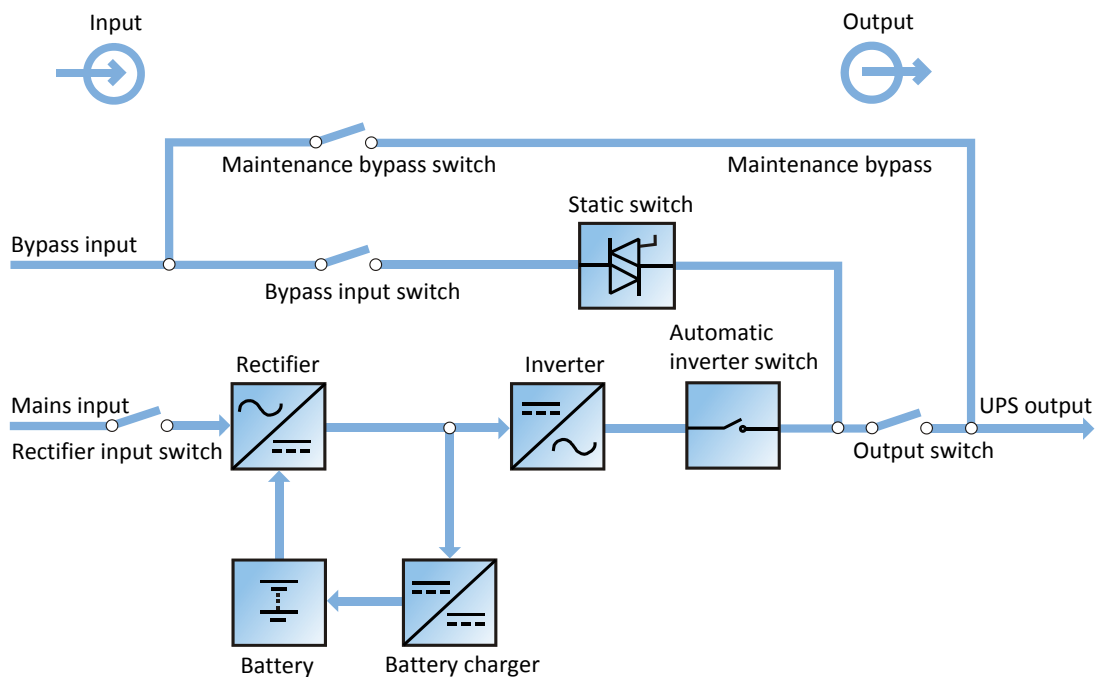 Input
Output
Maintenance bypass switch
Maintenance bypass
Static switch
Bypass input
Bypass input switch
Automatic
inverter switch
Rectifier
Inverter
Mains input
UPS output
Rectifier input switch
Output switch
Battery
Battery charger